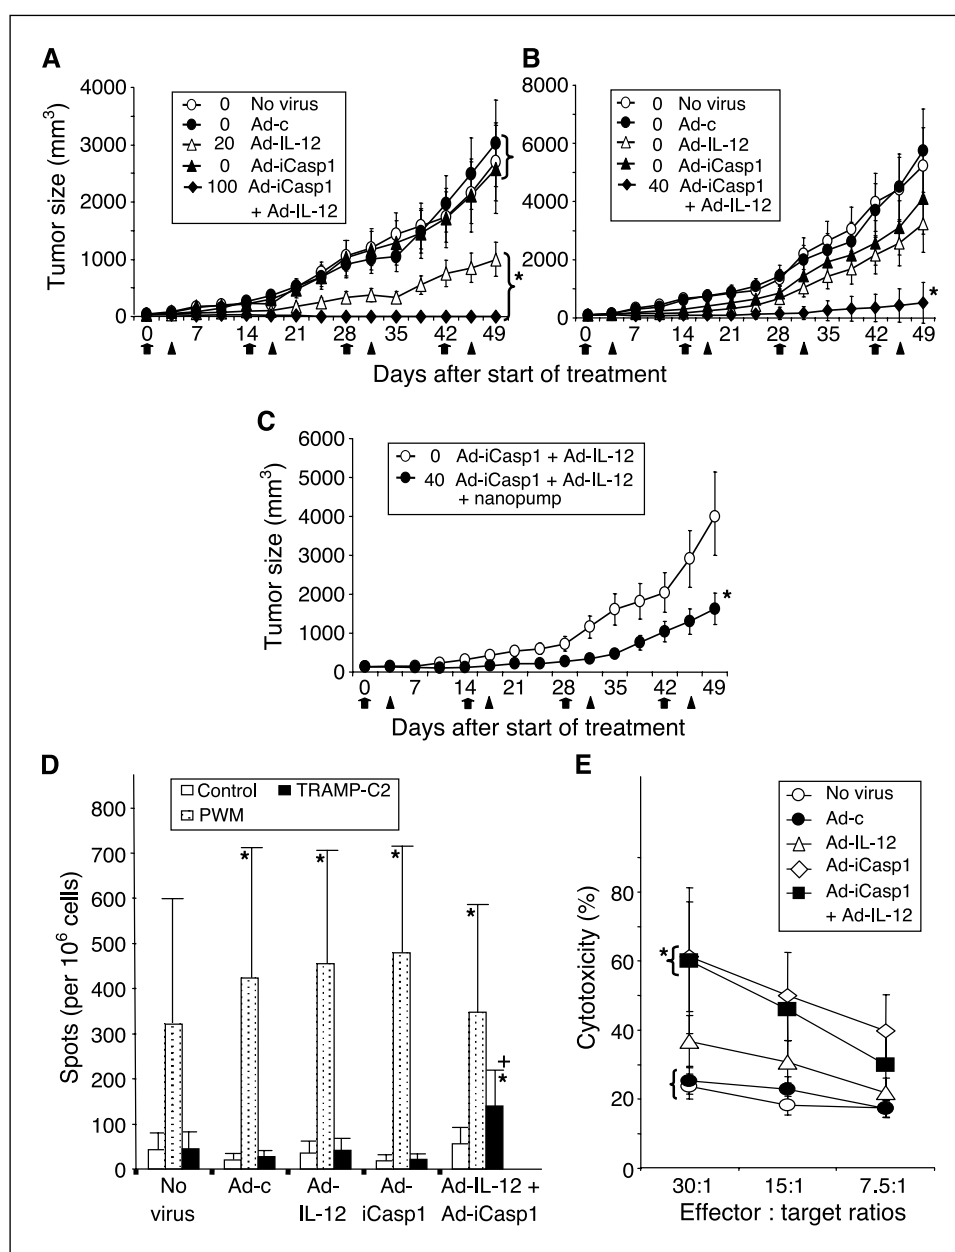 A
Tumor size (mm³)
4000
3000
2000
1000
0
0 No virus
0 Ad-c
20 Ad-IL-12
0 Ad-iCasp1
100 Ad-iCasp1
+ Ad-IL-12
*
0 7 14 21 28 35 42 49
B
Tumor size (mm³)
8000
6000
4000
2000
0
0 No virus
0 Ad-c
0 Ad-IL-12
0 Ad-iCasp1
40 Ad-iCasp1
+ Ad-IL-12
*
0 7 14 21 28 35 42 49
Days after start of treatment
C
Tumor size (mm³)
6000
5000
4000
3000
2000
1000
0
0 Ad-iCasp1 + Ad-IL-12
40 Ad-iCasp1 + Ad-IL-12
+ nanopump
*
0 7 14 21 28 35 42 49
Days after start of treatment
D
Spots (per 10⁶ cells)
800
700
600
500
400
300
200
100
0
Control TRAMP-C2
PWM
* * * *
+
*
No virus
Ad-c
Ad-IL-12
Ad-iCasp1
Ad-IL-12 + Ad-iCasp1
E
Cytotoxicity (%)
80
60
40
20
0
No virus
Ad-c
Ad-IL-12
Ad-iCasp1
Ad-iCasp1
+ Ad-IL-12
*
30:1 15:1 7.5:1
Effector : target ratios